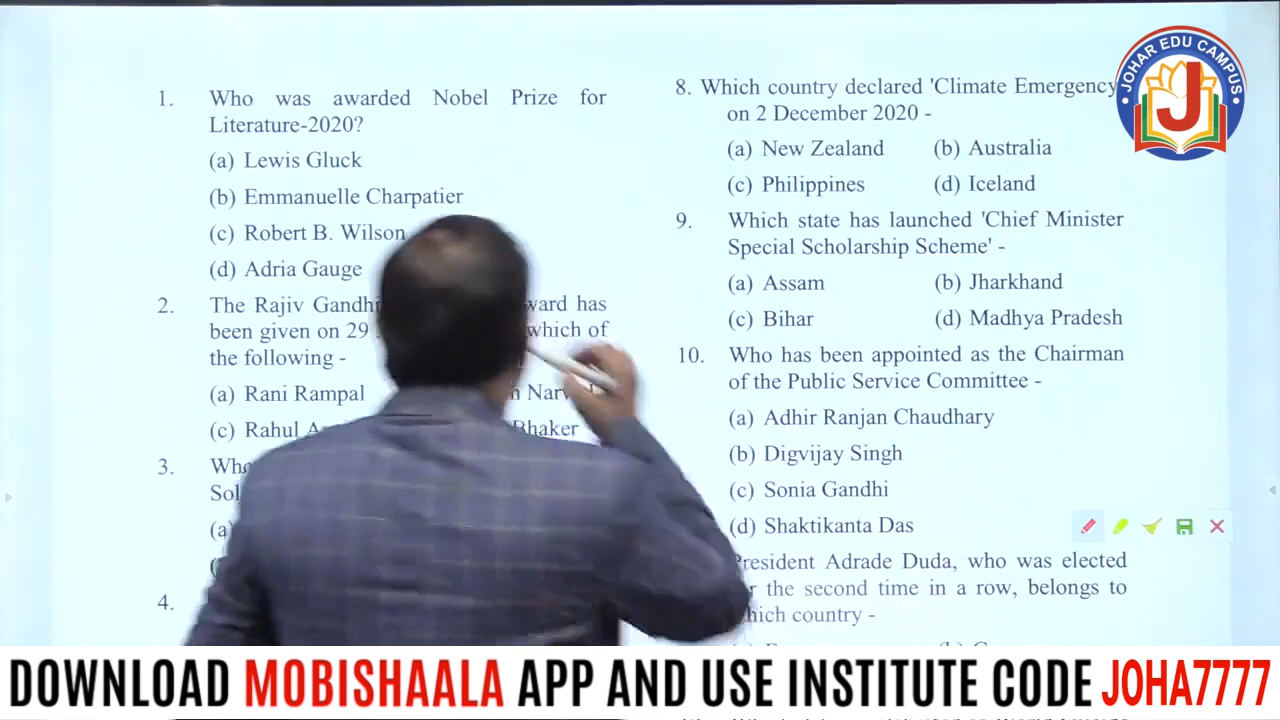 1. Who was awarded Nobel Prize for
Literature-2020?
(a) Lewis Gluck
(b) Emmanuelle Charpatier
(c) Robert B. Wilson
(d) Adria Gauge
2. The Rajiv Gandhi ward has
been given on 29 which of
the following -
(a) Rani Rampal
(c) Rahul Bhaker
3.
(a)
4.
8. Which country declared 'Climate Emergency
on 2 December 2020 -
(a) New Zealand (b) Australia
(c) Philippines (d) Iceland
9. Which state has launched 'Chief Minister
Special Scholarship Scheme' -
(a) Assam (b) Jharkhand
(c) Bihar (d) Madhya Pradesh
10. Who has been appointed as the Chairman
of the Public Service Committee -
(a) Adhir Ranjan Chaudhary
(b) Digvijay Singh
(c) Sonia Gandhi
(d) Shaktikanta Das
President Adrade Duda, who was elected
the second time in a row, belongs to
which country -
JOHAR EDU CAMPUS
J
DOWNLOAD MOBISHAALA APP AND USE INSTITUTE CODE JOHA7777